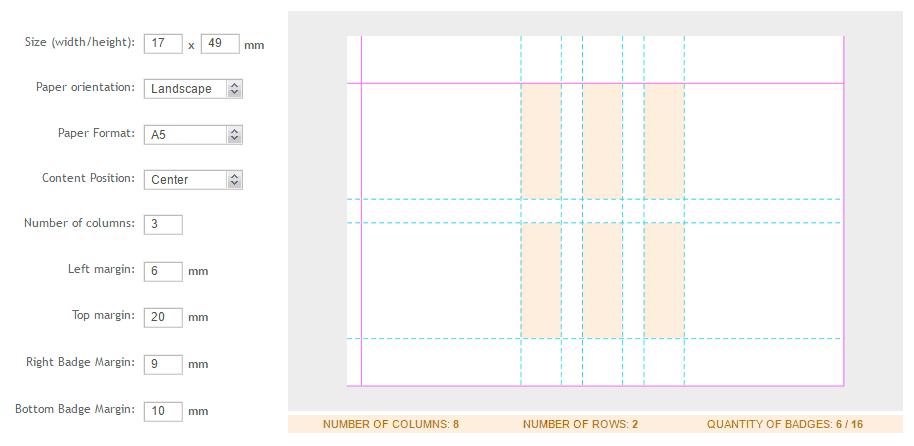 Size (width/height): 17 x 49 mm
Paper orientation: Landscape
Paper Format: A5
Content Position: Center
Number of columns: 3
Left margin: 6 mm
Top margin: 20 mm
Right Badge Margin: 9 mm
Bottom Badge Margin: 10 mm
NUMBER OF COLUMNS: 8 NUMBER OF ROWS: 2 QUANTITY OF BADGES: 6 / 16